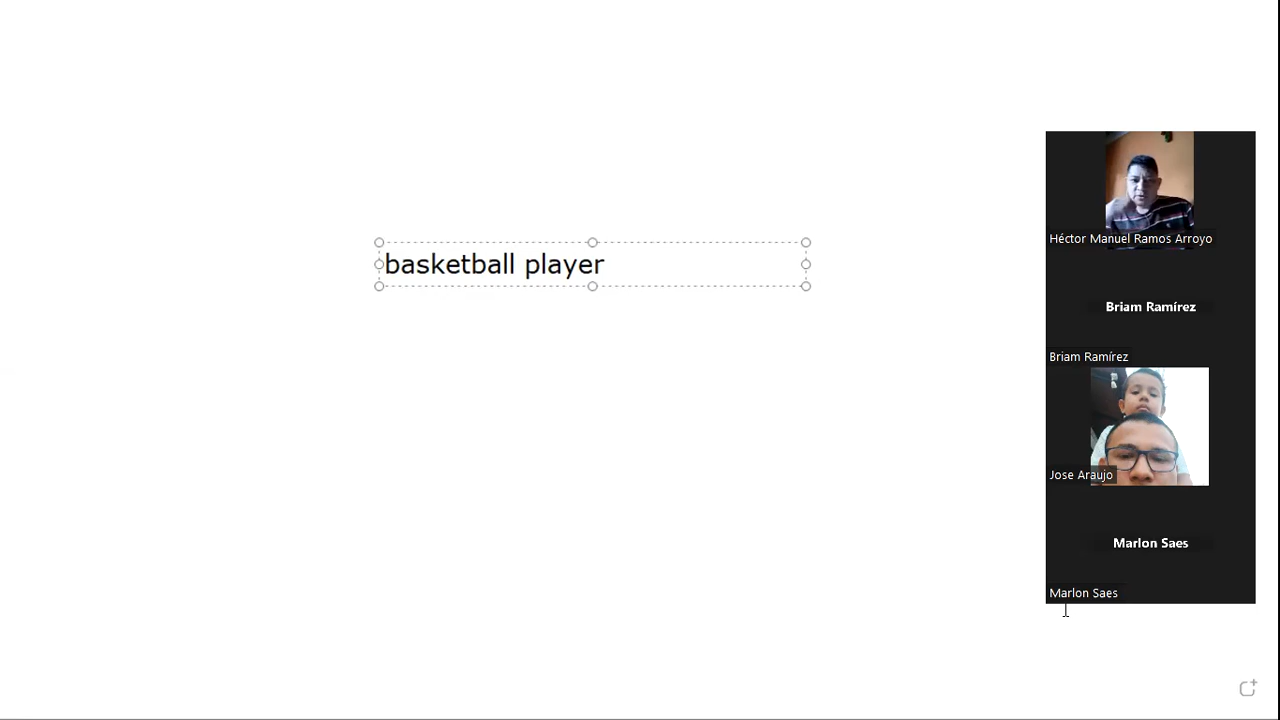 basketball player
Héctor Manuel Ramos Arroyo
Briam Ramírez
Briam Ramírez
Jose Araujo
Marlon Saes
Marlon Saes